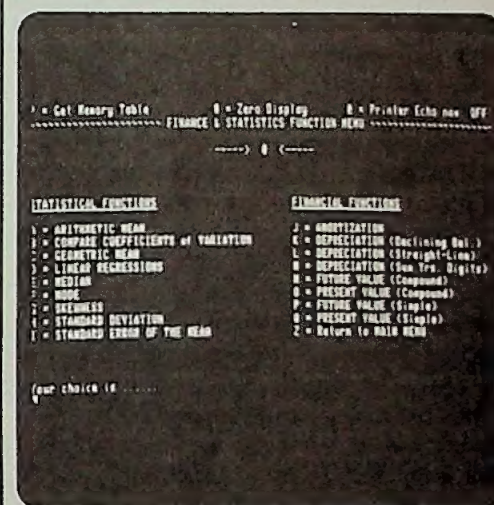 = Get Memory Table = Zero Display = Printer Echo now OFF
FINANCE & STATISTICS FUNCTION MENU
-----> 0 <-----
STATISTICAL FUNCTIONS
= ARITHMETIC MEAN
= COMPARE COEFFICIENTS of VARIATION
= GEOMETRIC MEAN
= LINEAR REGRESSIONS
= MEDIAN
= MODE
= SKEWNESS
= STANDARD DEVIATION
= STANDARD ERROR OF THE MEAN
FINANCIAL FUNCTIONS
J = AMORTIZATION
K = DEPRECIATION (Declining Bal.)
L = DEPRECIATION (Straight-Line)
M = DEPRECIATION (Sum Yrs. Digits)
N = FUTURE VALUE (Compound)
= PRESENT VALUE (Compound)
P = FUTURE VALUE (Simple)
= PRESENT VALUE (Simple)
Z = Return to MAIN MENU
Your choice is ......